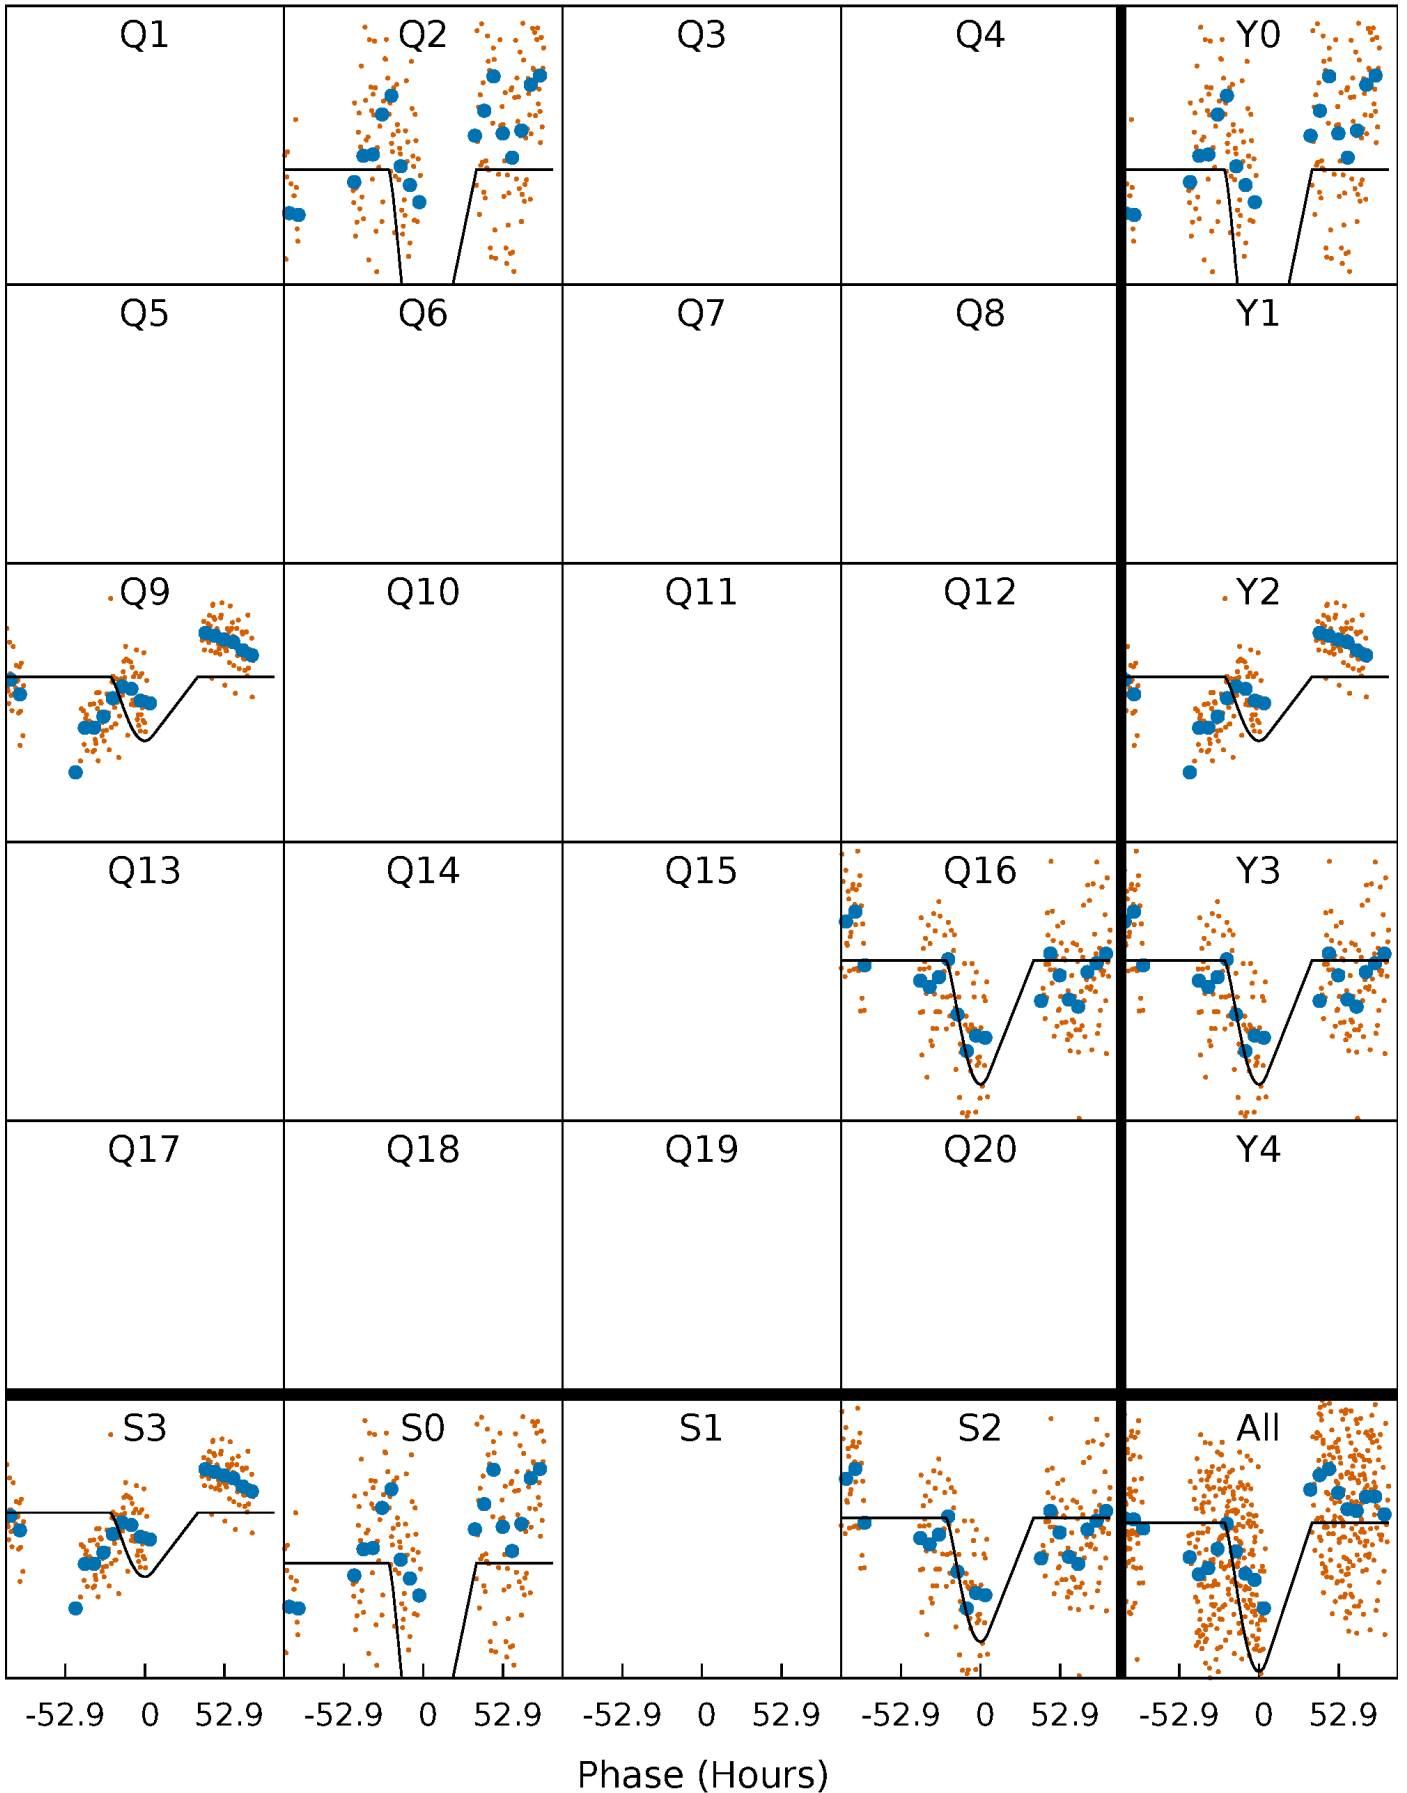 Q1 Q2 Q3 Q4 Y0
Q5 Q6 Q7 Q8 Y1
Q9 Q10 Q11 Q12 Y2
Q13 Q14 Q15 Q16 Y3
Q17 Q18 Q19 Q20 Y4
S3 S0 S1 S2 All
-52.9 0 52.9 -52.9 0 52.9 -52.9 0 52.9 -52.9 0 52.9 -52.9 0 52.9
Phase (Hours)